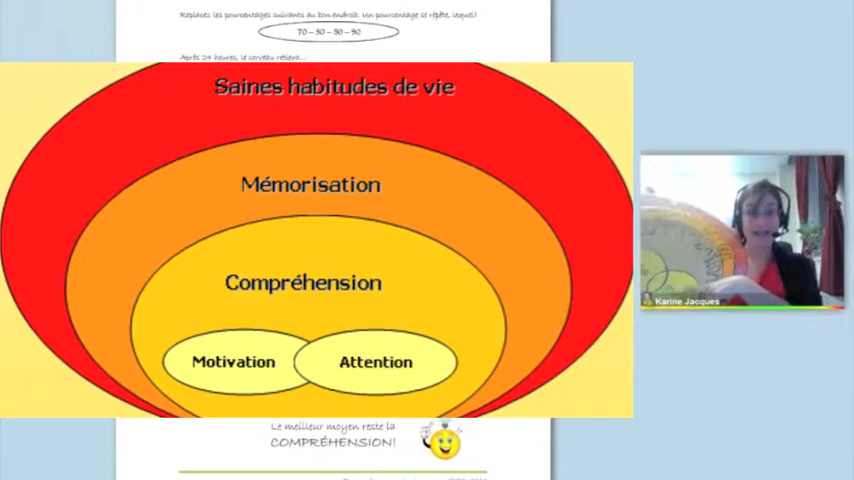 Replacez les pourcentages suivants au bon endroit. Un pourcentage se répète, lequel?
70 – 30 – 50 – 90
Après 24 heures, le cerveau retient...
Saines habitudes de vie
Mémorisation
Compréhension
Motivation
Attention
Karine Jacques
Le meilleur moyen reste la
COMPRÉHENSION!